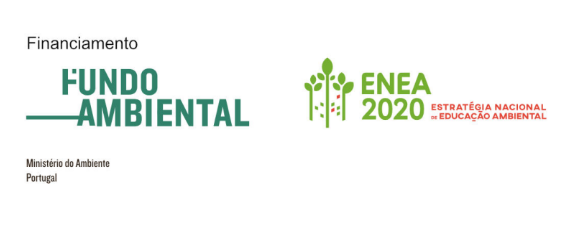 Financiamento
FUNDO
AMBIENTAL
Ministério do Ambiente
Portugal
ENEA
2020
ESTRATÉGIA NACIONAL
DE EDUCAÇÃO AMBIENTAL